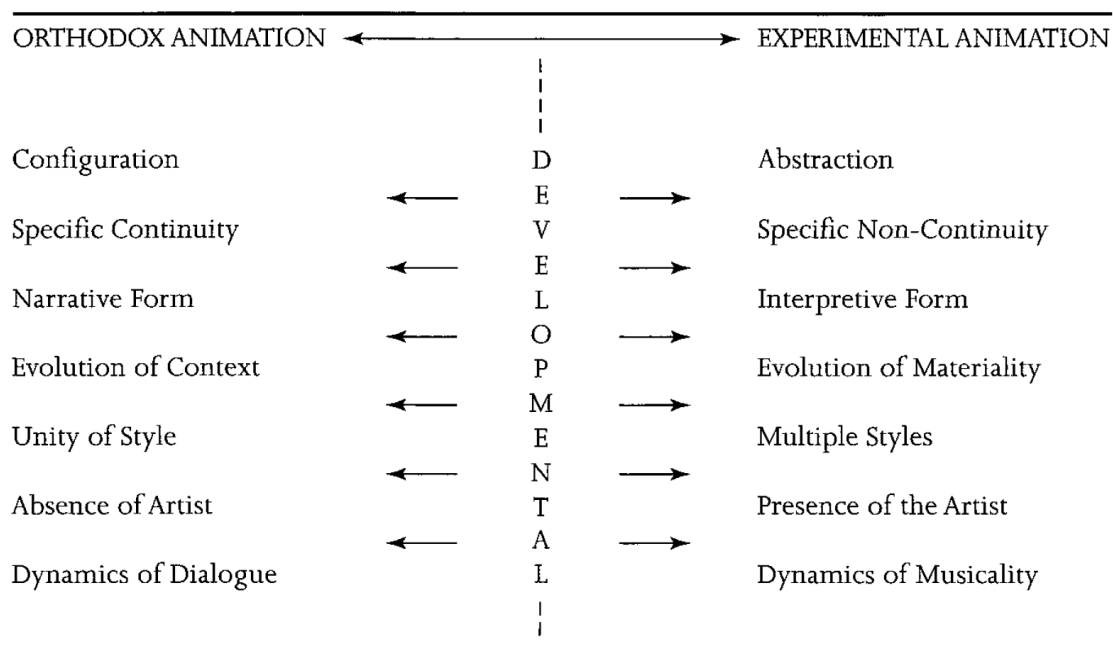 ORTHODOX ANIMATION EXPERIMENTAL ANIMATION
Configuration D Abstraction
E
Specific Continuity V Specific Non-Continuity
E
Narrative Form L Interpretive Form
O
Evolution of Context P Evolution of Materiality
M
Unity of Style E Multiple Styles
N
Absence of Artist T Presence of the Artist
A
Dynamics of Dialogue L Dynamics of Musicality